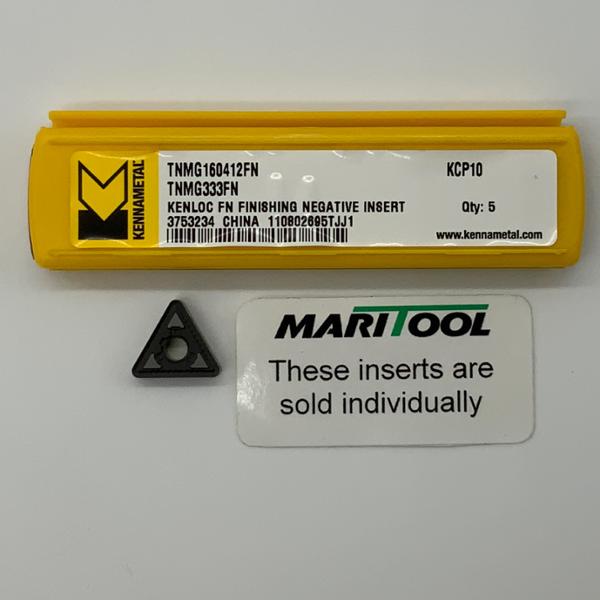 KENNAMETAL
TNMG160412FN KCP10
TNMG333FN
KENLOC FN FINISHING NEGATIVE INSERT Qty: 5
3753234 CHINA 110802695TJJ1
www.kennametal.com
MARITOOL
These inserts are
sold individually